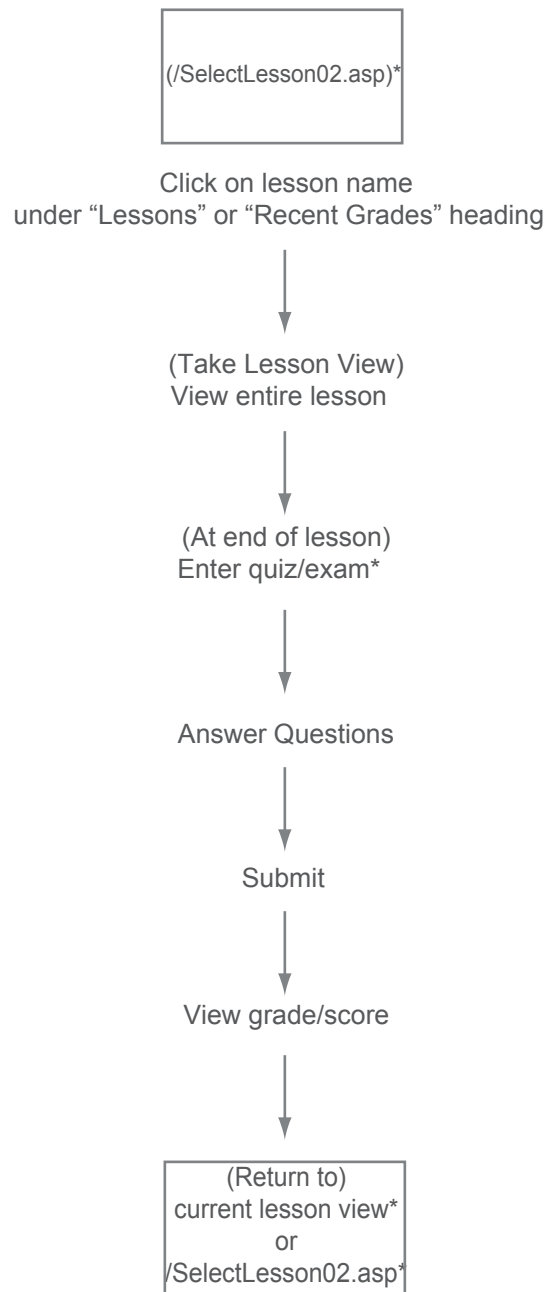 (/SelectLesson02.asp)*
Click on lesson name
under “Lessons” or “Recent Grades” heading
(Take Lesson View)
View entire lesson
(At end of lesson)
Enter quiz/exam*
Answer Questions
Submit
View grade/score
(Return to)
current lesson view*
or
/SelectLesson02.asp*